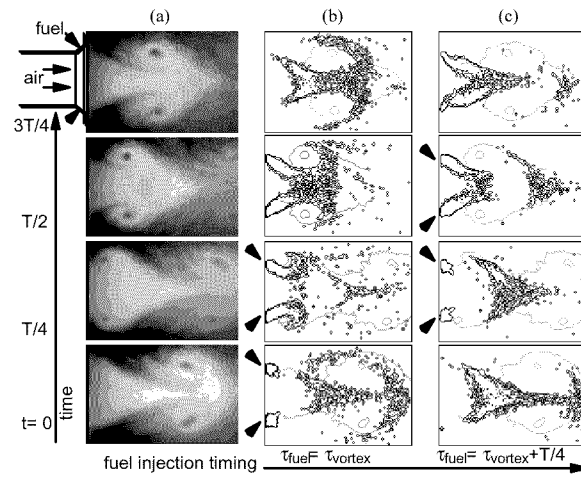 (a) (b) (c)
fuel
air
3T/4
T/2
T/4
t= 0
time
fuel injection timing
τfuel= τvortex
τfuel= τvortex+T/4